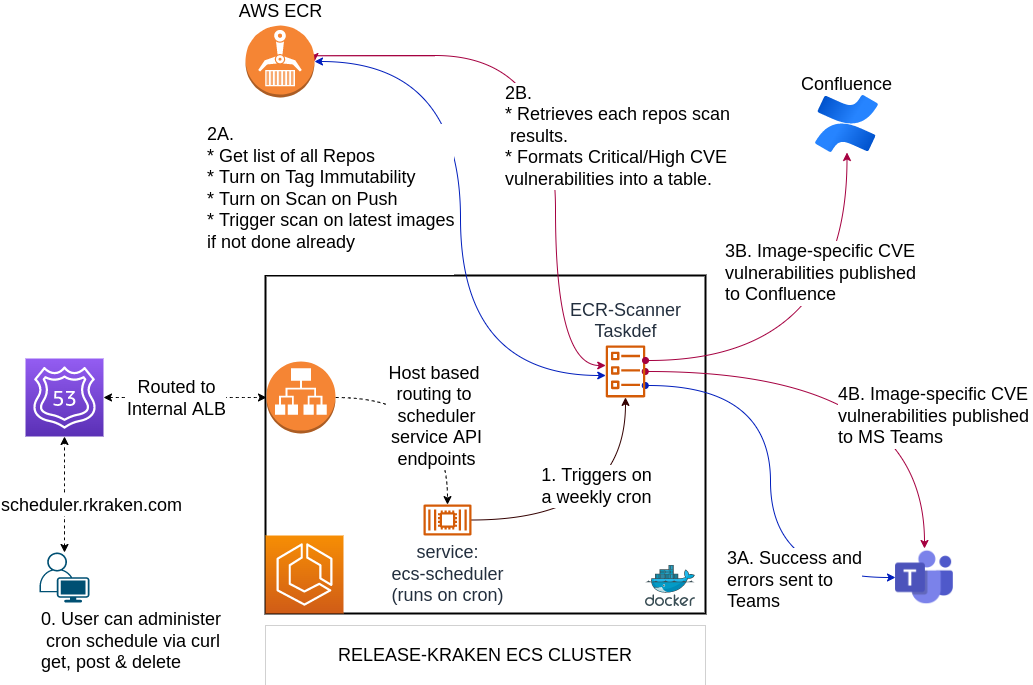 AWS ECR
2A.
* Get list of all Repos
* Turn on Tag Immutability
* Turn on Scan on Push
* Trigger scan on latest images
if not done already
2B.
* Retrieves each repos scan
results.
* Formats Critical/High CVE
vulnerabilities into a table.
Confluence
3B. Image-specific CVE
vulnerabilities published
to Confluence
ECR-Scanner
Taskdef
53
Routed to
Internal ALB
Host based
routing to
scheduler
service API
endpoints
4B. Image-specific CVE
vulnerabilities published
to MS Teams
1. Triggers on
a weekly cron
scheduler.rkraken.com
service:
ecs-scheduler
(runs on cron)
docker
3A. Success and
errors sent to
Teams
T
0. User can administer
cron schedule via curl
get, post & delete
RELEASE-KRAKEN ECS CLUSTER